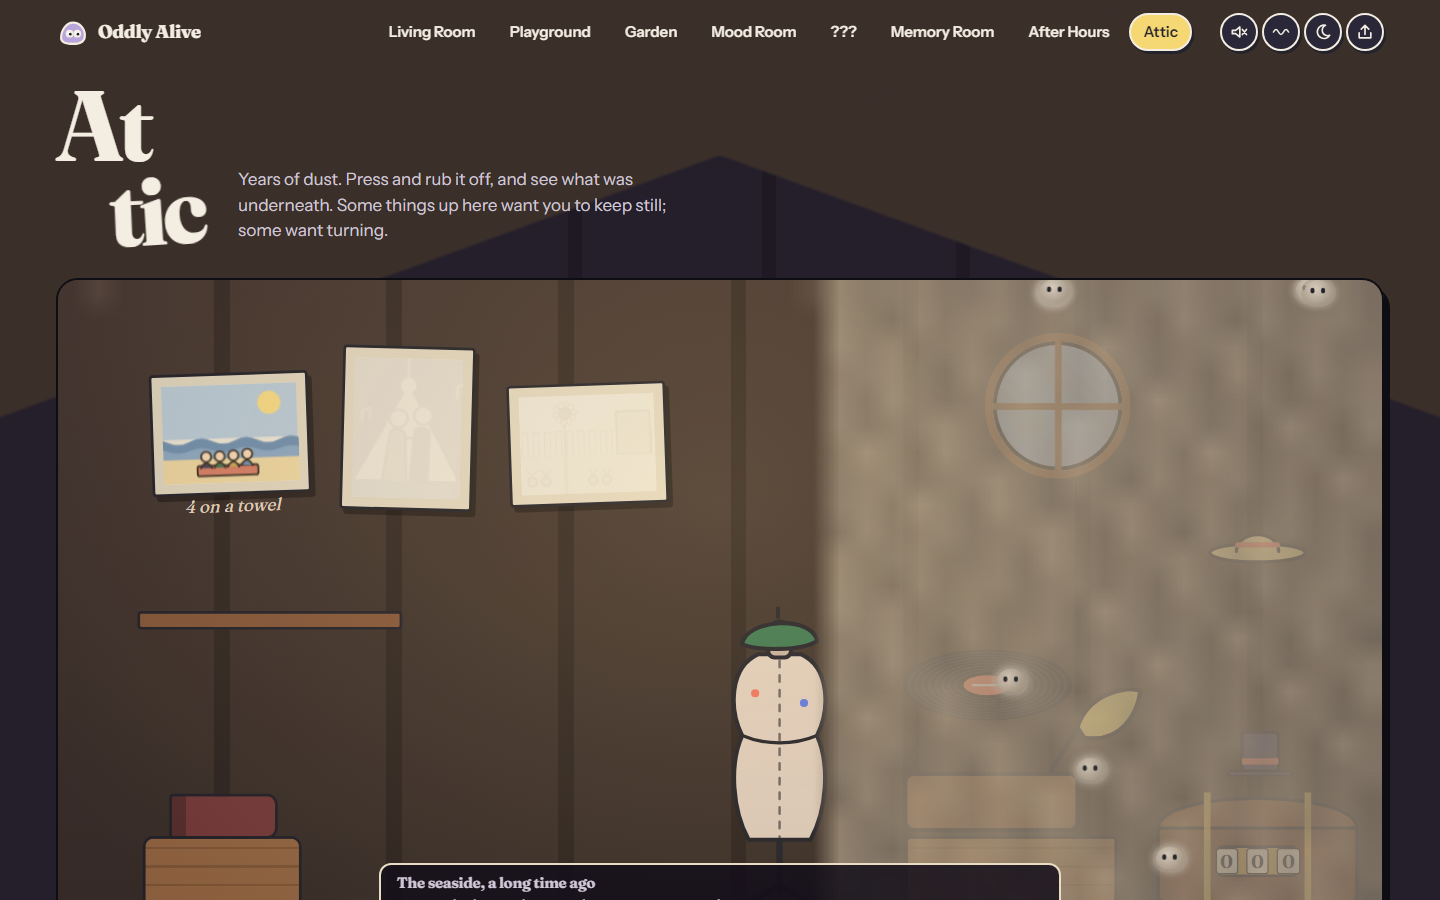 Oddly Alive
Living Room
Playground
Garden
Mood Room
???
Memory Room
After Hours
Attic
At
tic
Years of dust. Press and rub it off, and see what was
underneath. Some things up here want you to keep still;
some want turning.
4 on a towel
0 0 0
The seaside, a long time ago